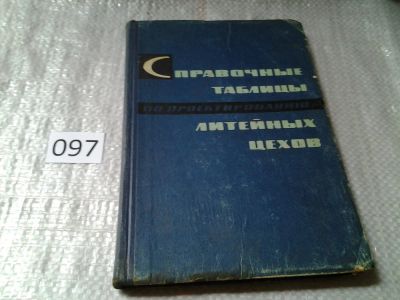 СПРАВОЧНЫЕ
ТАБЛИЦЫ
ПО ПРОЕКТИРОВАНИЮ
ЛИТЕЙНЫХ
ЦЕХОВ
097